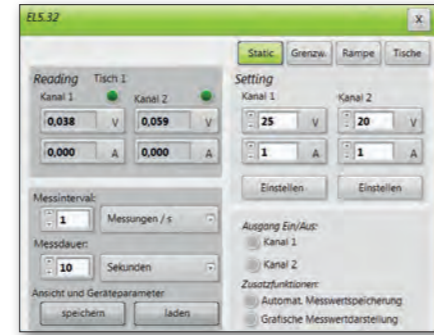 EL5.32
x
Static Grenzw. Rampe Tische
Reading Tisch 1
Kanal 1 Kanal 2
0,038 V 0,059 V
0,000 A 0,000 A
Setting
Kanal 1 Kanal 2
25 V 20 V
1 A 1 A
Einstellen Einstellen
Messinterval:
1 Messungen / s
Messdauer:
10 Sekunden
Ansicht und Geräteparameter
speichern laden
Ausgang Ein/Aus:
Kanal 1
Kanal 2
Zusatzfunktionen:
Automat. Messwertspeicherung
Grafische Messwertdarstellung